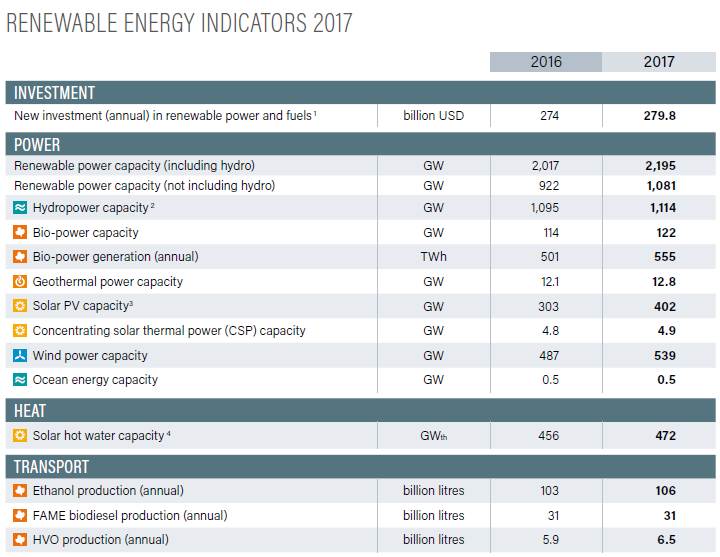 RENEWABLE ENERGY INDICATORS 2017
2016 2017
INVESTMENT
New investment (annual) in renewable power and fuels¹ billion USD 274 279.8
POWER
Renewable power capacity (including hydro) GW 2,017 2,195
Renewable power capacity (not including hydro) GW 922 1,081
Hydropower capacity² GW 1,095 1,114
Bio-power capacity GW 114 122
Bio-power generation (annual) TWh 501 555
Geothermal power capacity GW 12.1 12.8
Solar PV capacity³ GW 303 402
Concentrating solar thermal power (CSP) capacity GW 4.8 4.9
Wind power capacity GW 487 539
Ocean energy capacity GW 0.5 0.5
HEAT
Solar hot water capacity⁴ GWth 456 472
TRANSPORT
Ethanol production (annual) billion litres 103 106
FAME biodiesel production (annual) billion litres 31 31
HVO production (annual) billion litres 5.9 6.5